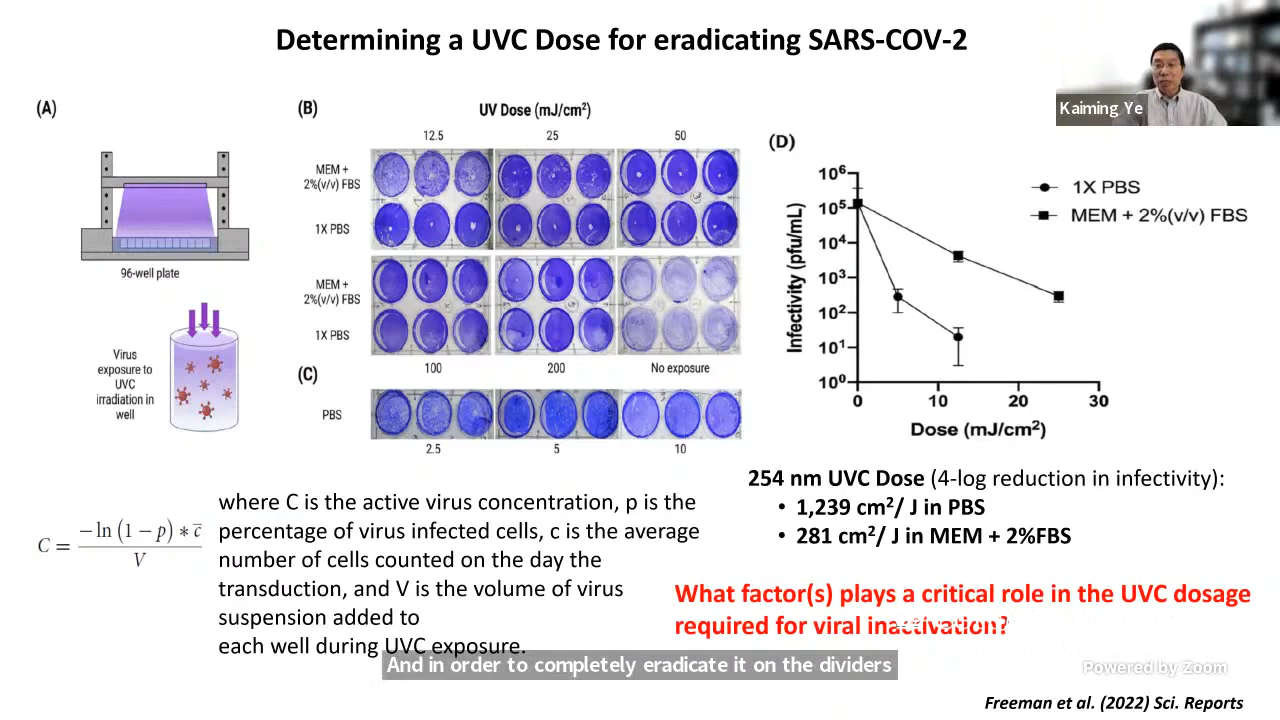 Determining a UVC Dose for eradicating SARS-COV-2
Kaiming Ye
(A)
96-well plate
Virus
exposure to
UVC
irradiation in
well
(B)
UV Dose (mJ/cm²)
12.5 25 50
MEM +
2%(v/v) FBS
1X PBS
MEM +
2%(v/v) FBS
1X PBS
100 200 No exposure
(C)
PBS
2.5 5 10
(D)
Infectivity (pfu/mL)
10⁶
10⁵
10⁴
10³
10²
10¹
10⁰
0 10 20 30
Dose (mJ/cm²)
1X PBS
MEM + 2%(v/v) FBS
C = −ln (1 − p) * c̅ / V
where C is the active virus concentration, p is the
percentage of virus infected cells, c is the average
number of cells counted on the day the
transduction, and V is the volume of virus
suspension added to
each well during UVC exposure.
254 nm UVC Dose (4-log reduction in infectivity):
• 1,239 cm²/ J in PBS
• 281 cm²/ J in MEM + 2%FBS
What factor(s) plays a critical role in the UVC dosage
required for viral inactivation?
And in order to completely eradicate it on the dividers
Powered by Zoom
Freeman et al. (2022) Sci. Reports